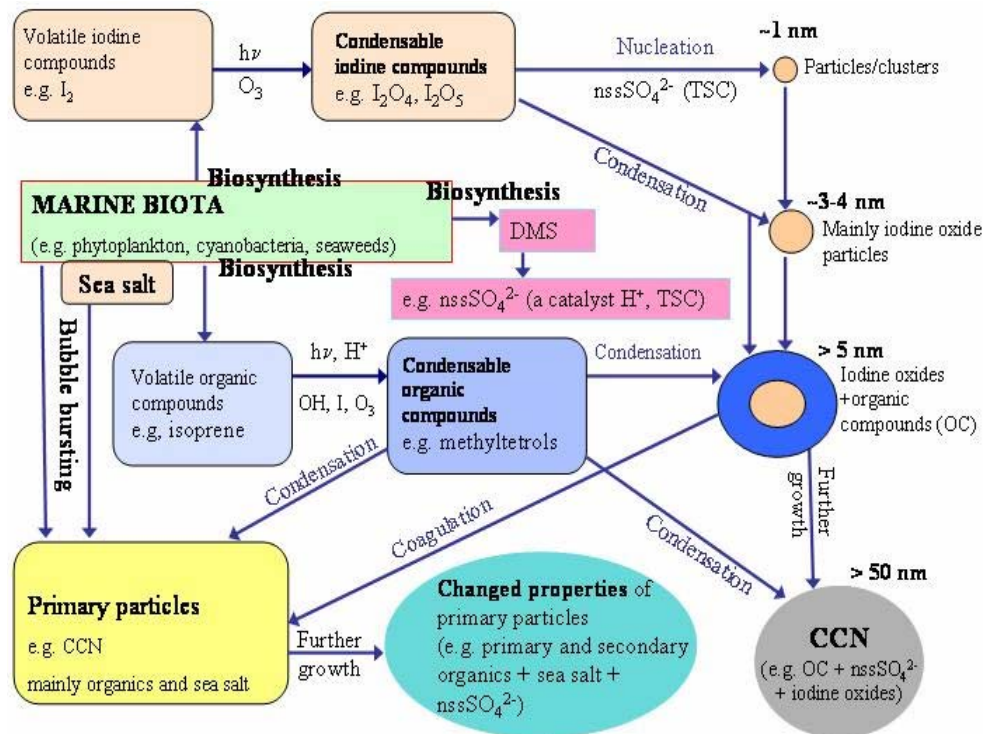 Volatile iodine
compounds
e.g. I₂
hν
O₃
Condensable
iodine compounds
e.g. I₂O₄, I₂O₅
Nucleation
nssSO₄²⁻ (TSC)
~1 nm
Particles/clusters
Condensation
Biosynthesis
MARINE BIOTA
(e.g. phytoplankton, cyanobacteria, seaweeds)
Biosynthesis
Biosynthesis
DMS
~3-4 nm
Mainly iodine oxide
particles
Sea salt
e.g. nssSO₄²⁻ (a catalyst H⁺, TSC)
Bubble bursting
Volatile organic
compounds
e.g, isoprene
hν, H⁺
OH, I, O₃
Condensable
organic
compounds
e.g. methyltetrols
Condensation
> 5 nm
Iodine oxides
+organic
compounds (OC)
Condensation
Coagulation
Condensation
Further
growth
> 50 nm
Primary particles
e.g. CCN
mainly organics and sea salt
Further
growth
Changed properties of
primary particles
(e.g. primary and secondary
organics + sea salt +
nssSO₄²⁻)
CCN
(e.g. OC + nssSO₄²⁻
+ iodine oxides)